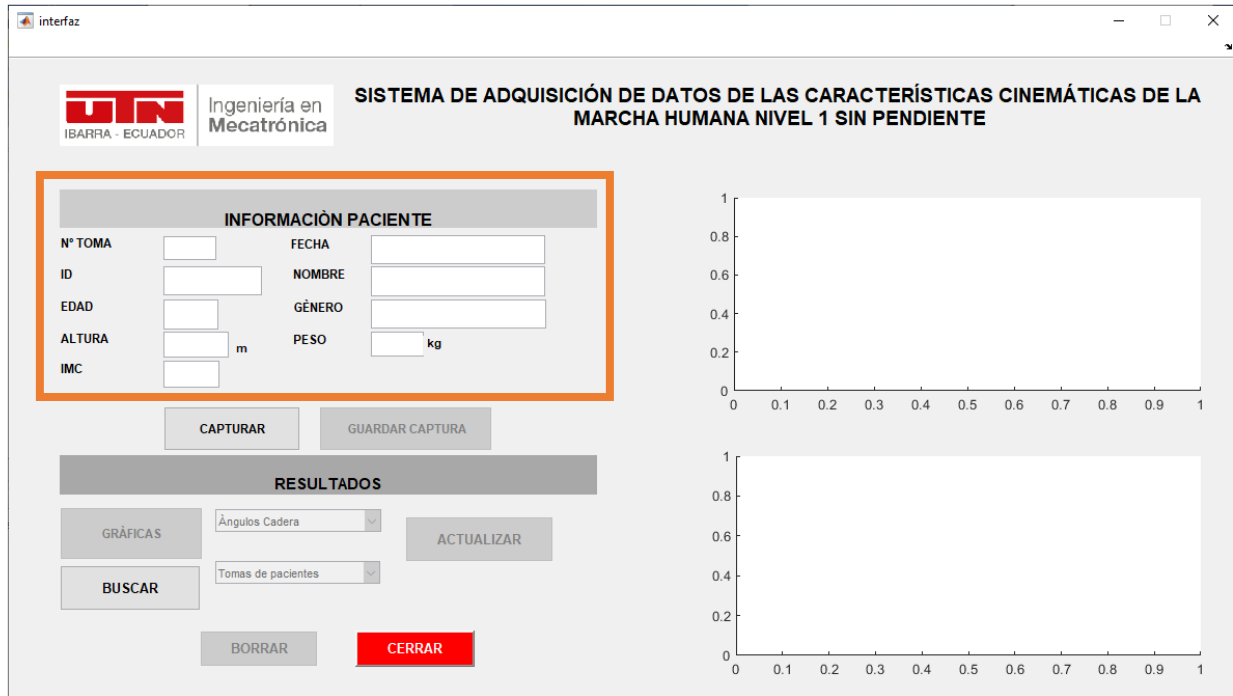 interfaz
UTN
IBARRA - ECUADOR
Ingeniería en
Mecatrónica
SISTEMA DE ADQUISICIÓN DE DATOS DE LAS CARACTERÍSTICAS CINEMÁTICAS DE LA
MARCHA HUMANA NIVEL 1 SIN PENDIENTE
INFORMACIÒN PACIENTE
Nº TOMA
FECHA
ID
NOMBRE
EDAD
GÈNERO
ALTURA
m
PESO
kg
IMC
CAPTURAR
GUARDAR CAPTURA
RESULTADOS
GRÀFICAS
Àngulos Cadera
ACTUALIZAR
BUSCAR
Tomas de pacientes
BORRAR
CERRAR
1
0.8
0.6
0.4
0.2
0
0 0.1 0.2 0.3 0.4 0.5 0.6 0.7 0.8 0.9 1
1
0.8
0.6
0.4
0.2
0
0 0.1 0.2 0.3 0.4 0.5 0.6 0.7 0.8 0.9 1